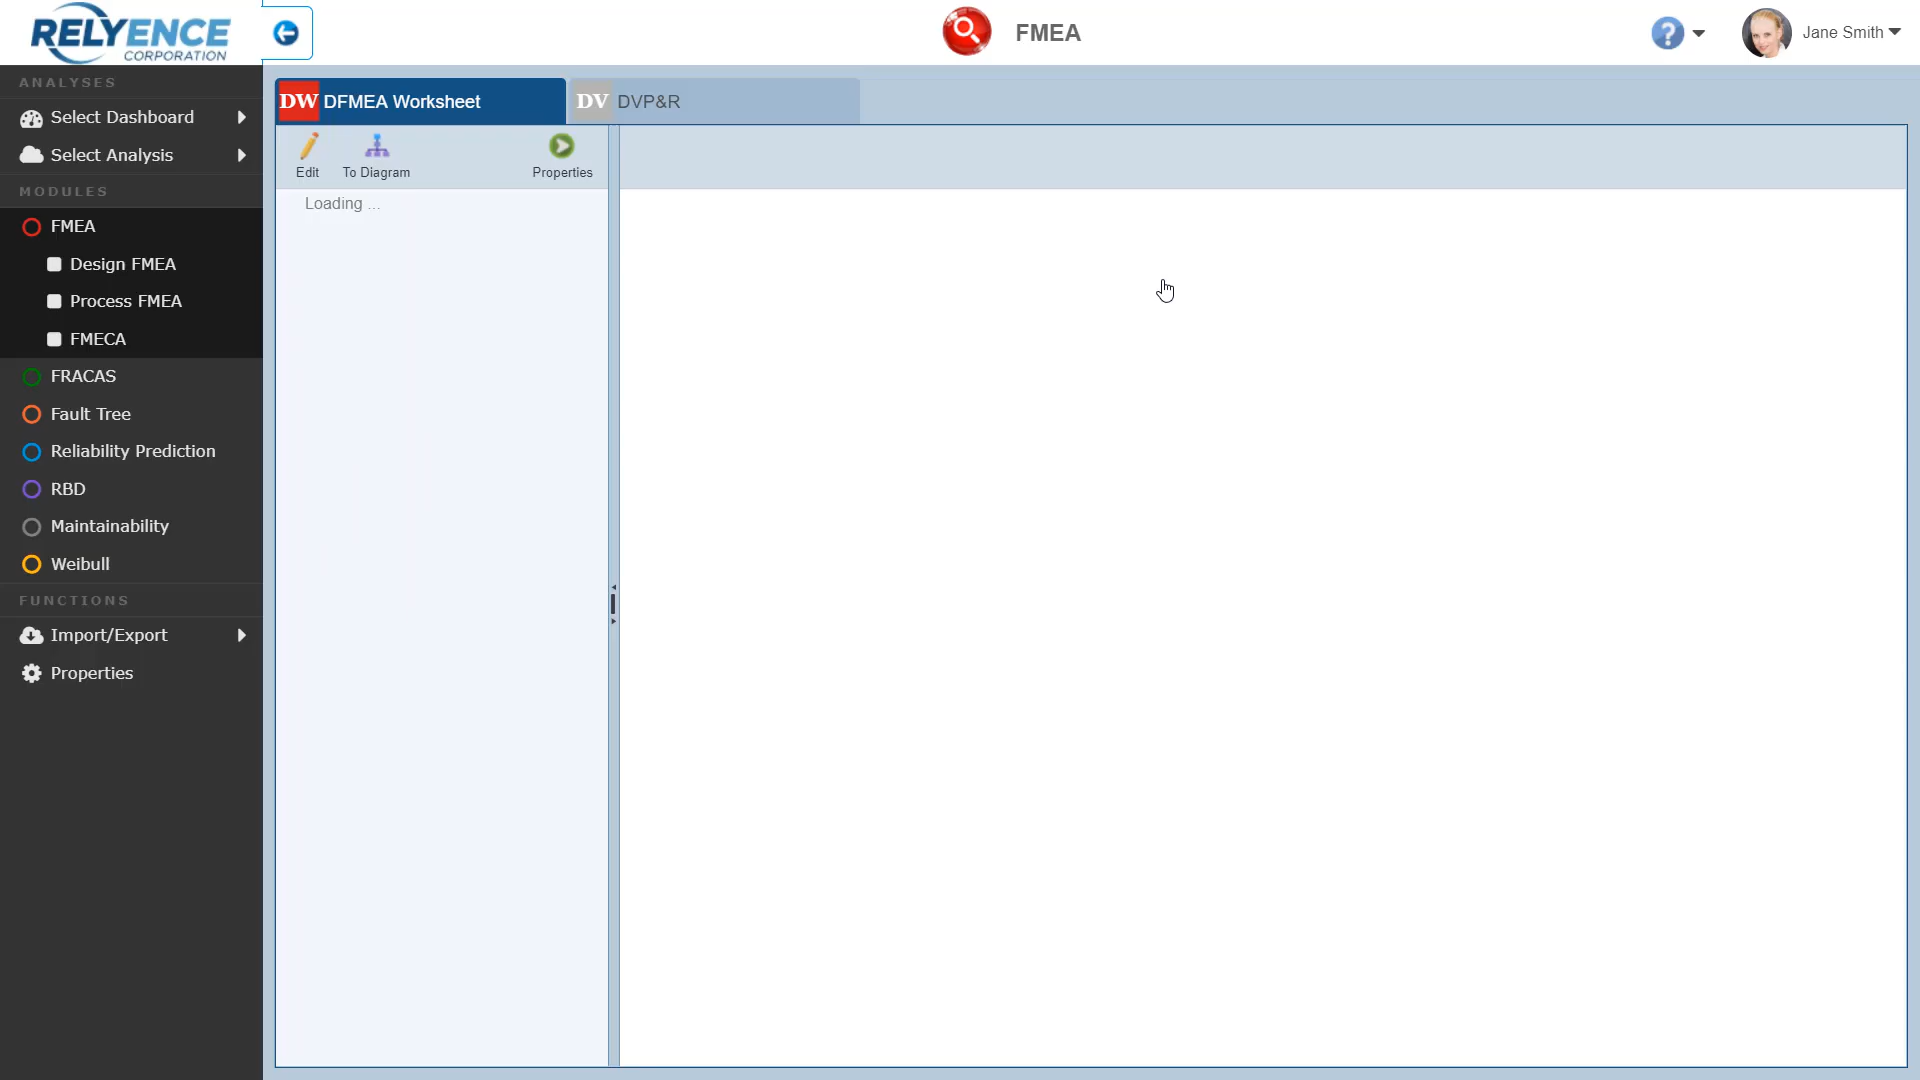 RELYENCE
CORPORATION
FMEA
?
Jane Smith
ANALYSES
Select Dashboard
Select Analysis
MODULES
FMEA
Design FMEA
Process FMEA
FMECA
FRACAS
Fault Tree
Reliability Prediction
RBD
Maintainability
Weibull
FUNCTIONS
Import/Export
Properties
DW DFMEA Worksheet
DV DVP&R
Edit
To Diagram
Properties
Loading ...